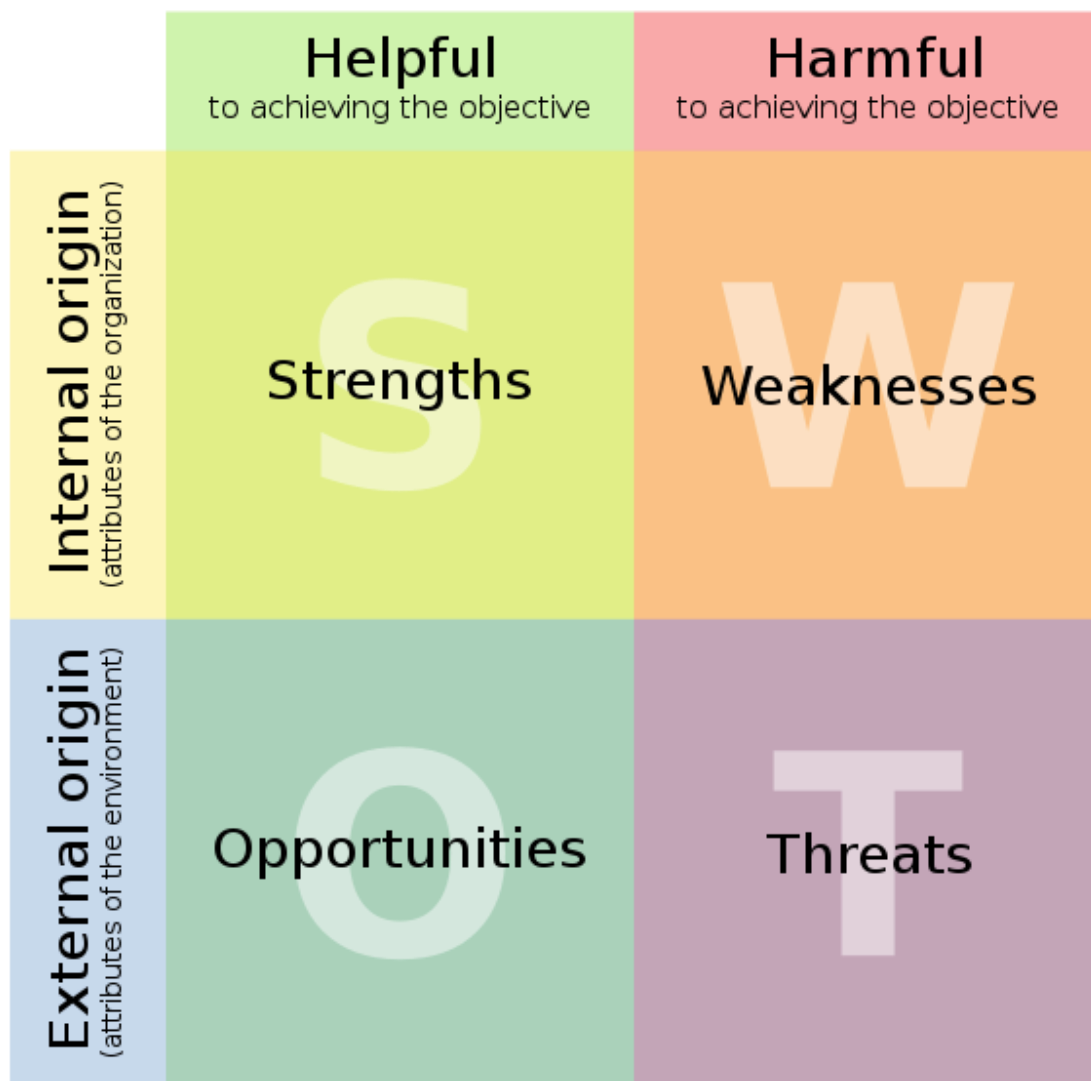 Helpful
to achieving the objective
Harmful
to achieving the objective
Internal origin
(attributes of the organization)
S
Strengths
W
Weaknesses
External origin
(attributes of the environment)
O
Opportunities
T
Threats